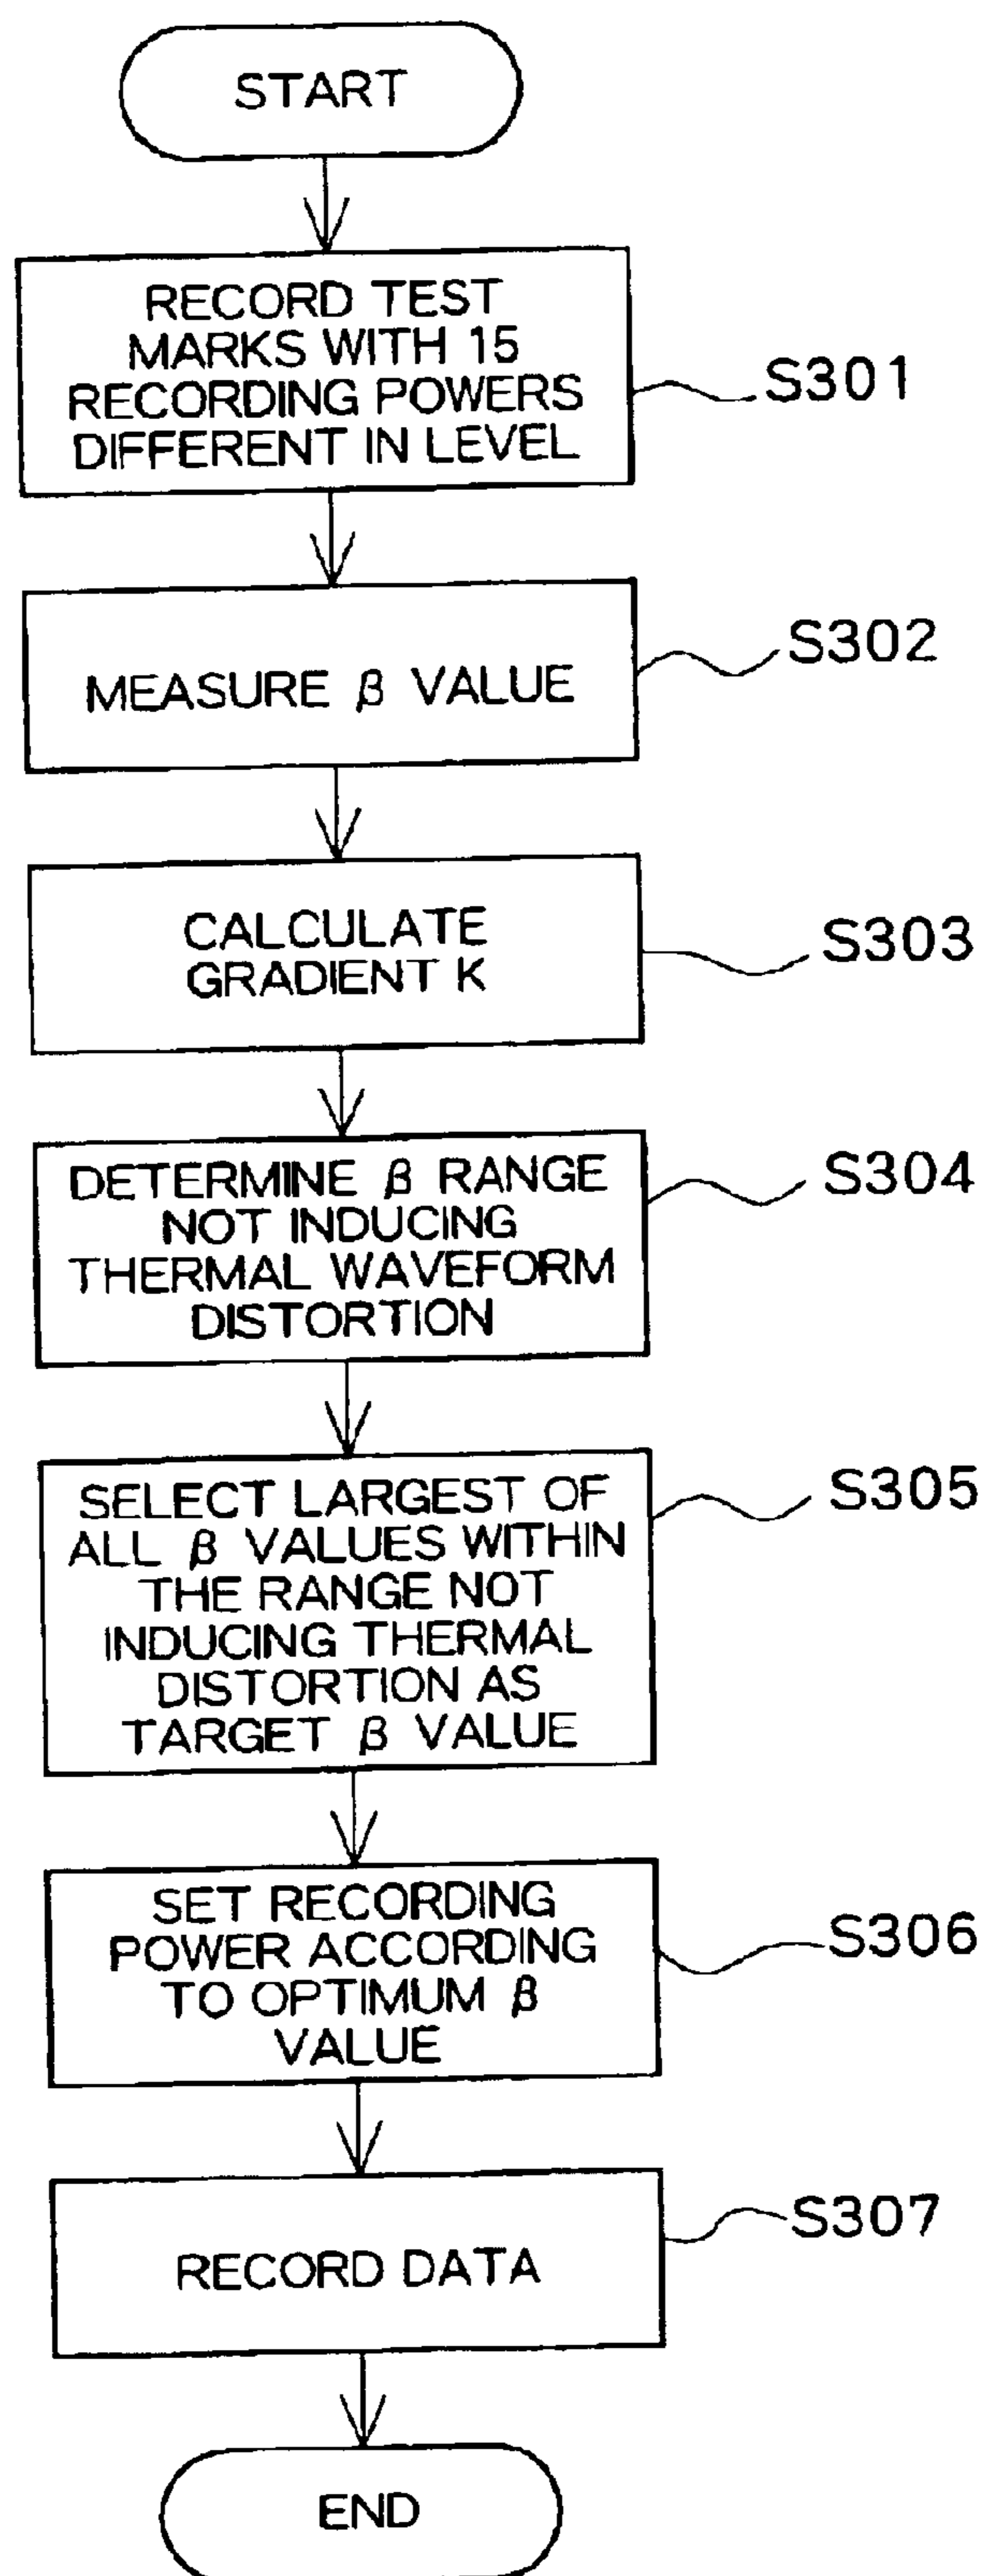 START
RECORD TEST
MARKS WITH 15
RECORDING POWERS
DIFFERENT IN LEVEL
S301
MEASURE β VALUE
S302
CALCULATE
GRADIENT K
S303
DETERMINE β RANGE
NOT INDUCING
THERMAL WAVEFORM
DISTORTION
S304
SELECT LARGEST OF
ALL β VALUES WITHIN
THE RANGE NOT
INDUCING THERMAL
DISTORTION AS
TARGET β VALUE
S305
SET RECORDING
POWER ACCORDING
TO OPTIMUM β
VALUE
S306
RECORD DATA
S307
END